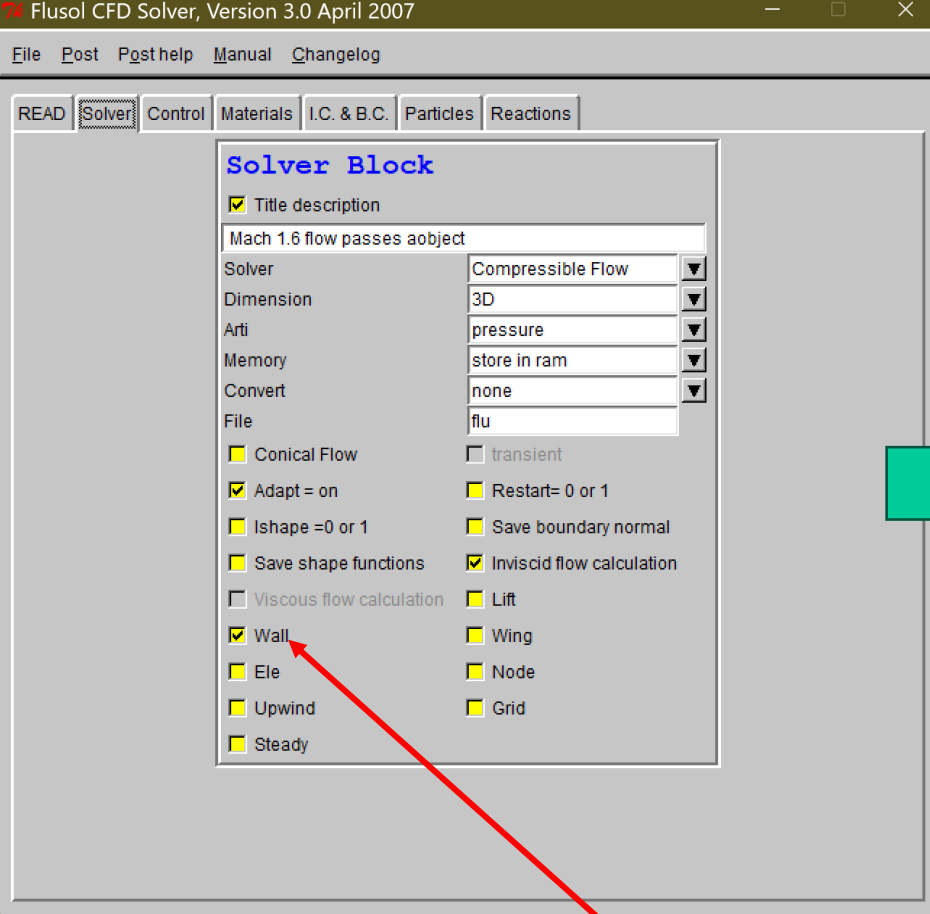 Flusol CFD Solver, Version 3.0 April 2007
File Post Post help Manual Changelog
READ Solver Control Materials I.C. & B.C. Particles Reactions
Solver Block
Title description
Mach 1.6 flow passes aobject
Solver Compressible Flow
Dimension 3D
Arti pressure
Memory store in ram
Convert none
File flu
Conical Flow transient
Adapt = on Restart= 0 or 1
Ishape =0 or 1 Save boundary normal
Save shape functions Inviscid flow calculation
Viscous flow calculation Lift
Wall Wing
Ele Node
Upwind Grid
Steady